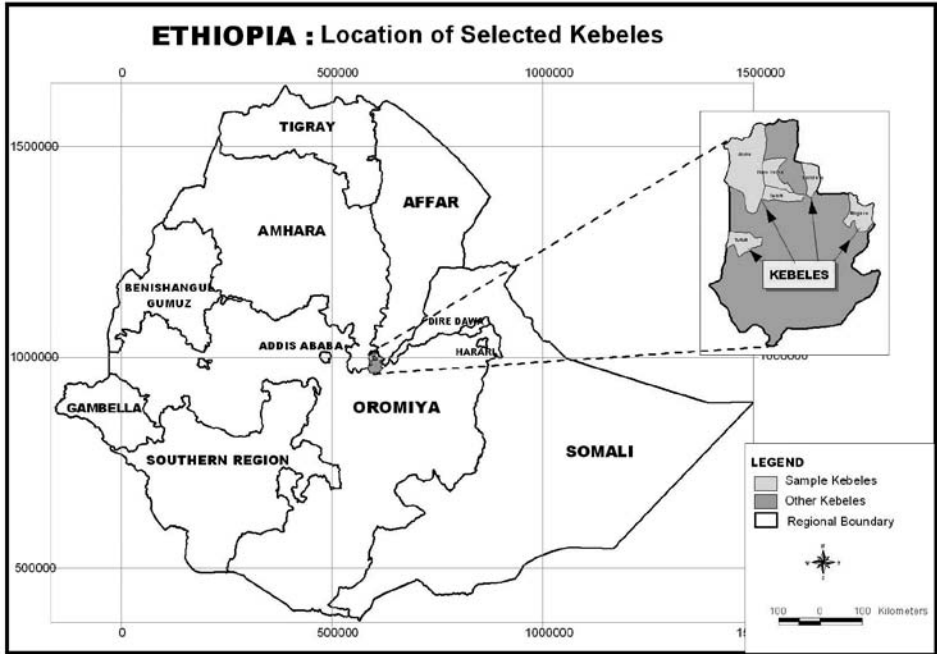 ETHIOPIA : Location of Selected Kebeles
0 500000 1000000 1500000
1500000
TIGRAY
AFFAR
AMHARA
BENISHANGUL
GUMUZ
KEBELES
DIRE DAWA
ADDIS ABABA
HARARI
1000000
1000000
GAMBELLA
OROMIYA
SOUTHERN REGION
SOMALI
LEGEND
Sample Kebeles
Other Kebeles
Regional Boundary
500000
N
W E
S
100 0 100 Kilometers
0 500000 1000000